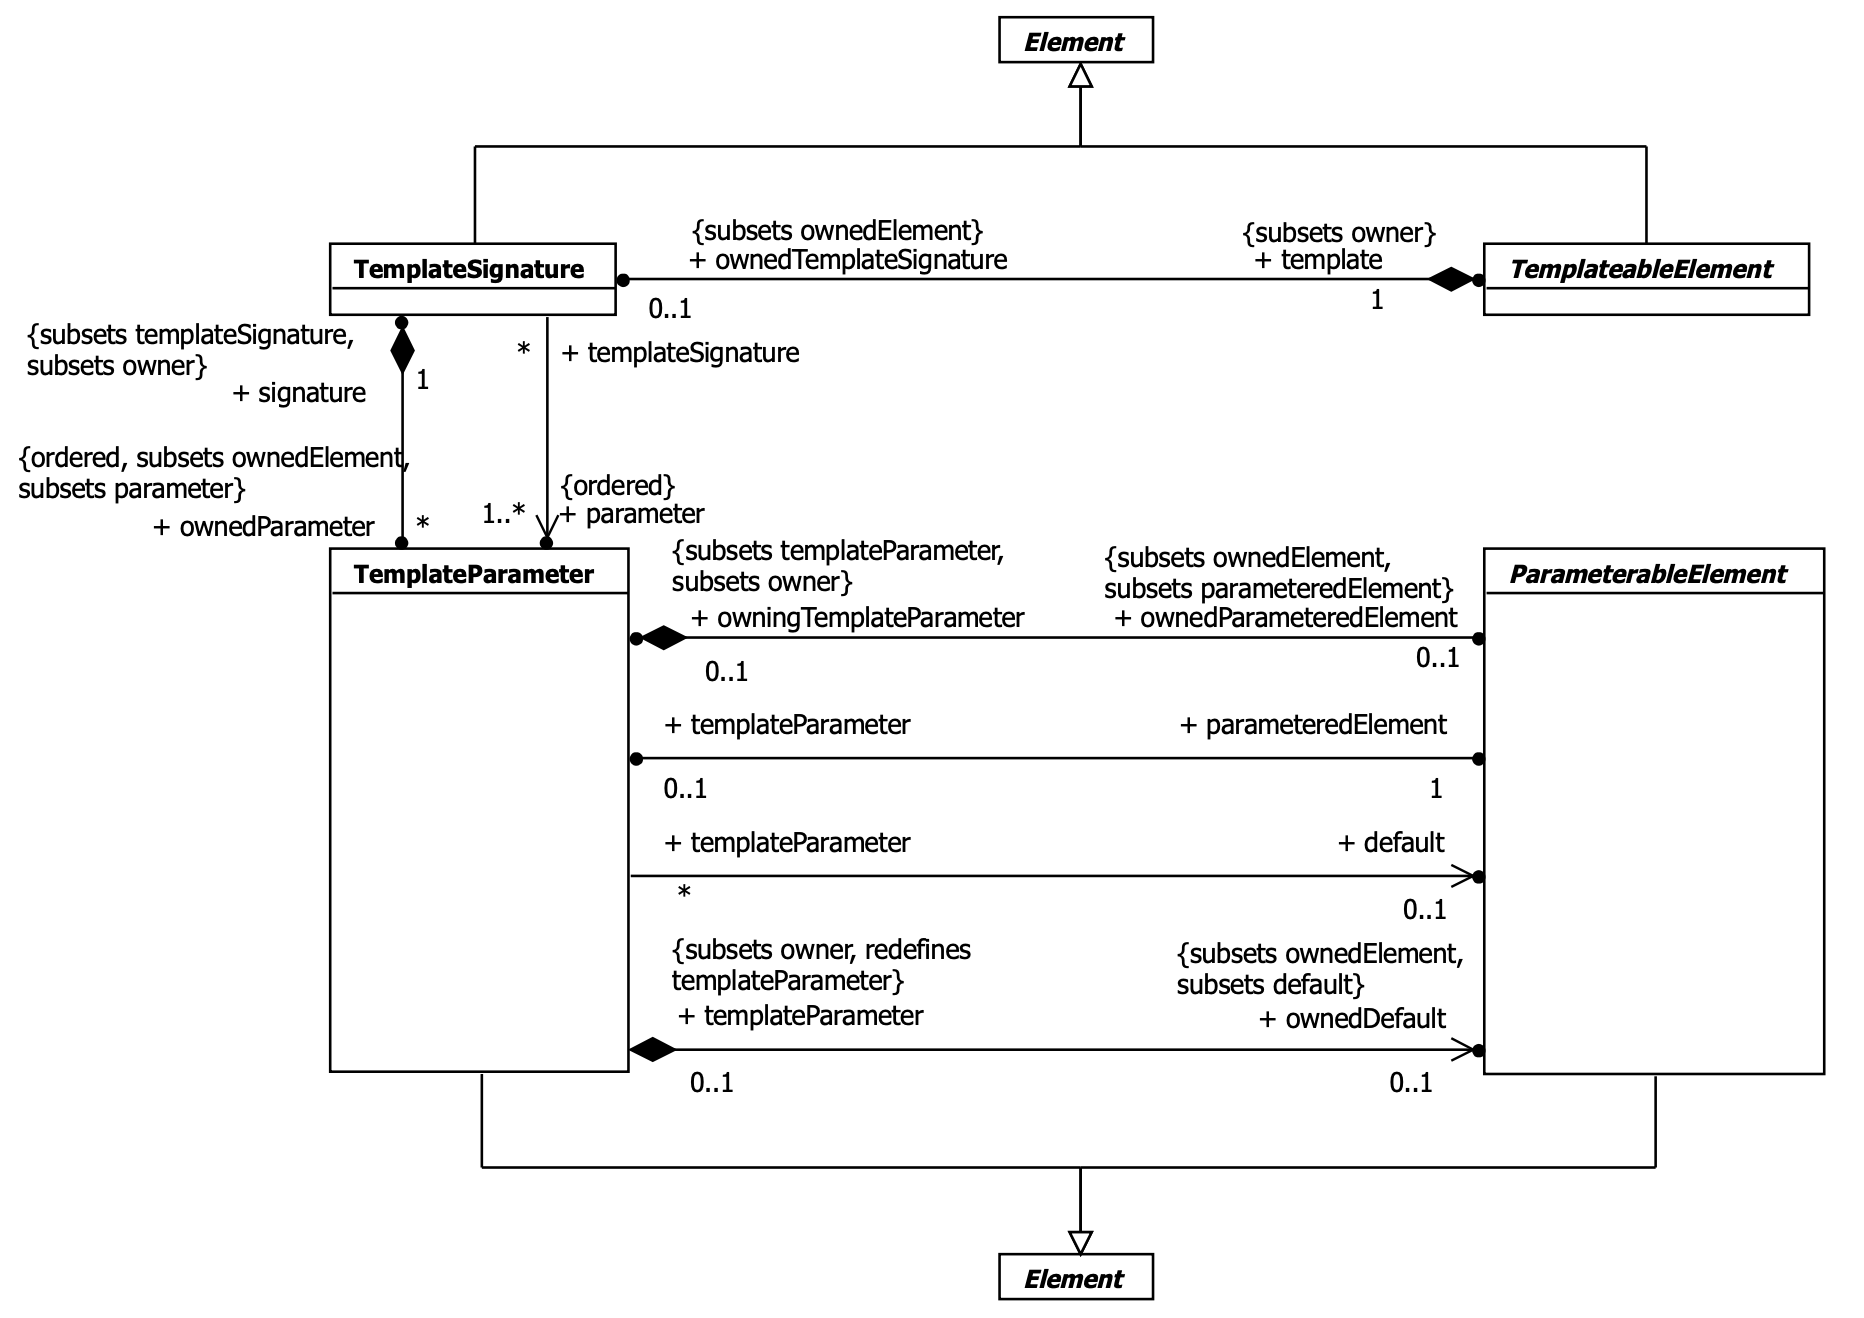 Element
{subsets ownedElement}
+ ownedTemplateSignature
0..1
{subsets owner}
+ template
1
TemplateSignature
TemplateableElement
{subsets templateSignature,
subsets owner}
+ signature
1
*
+ templateSignature
{ordered, subsets ownedElement,
subsets parameter}
+ ownedParameter
*
{ordered}
1..*
+ parameter
TemplateParameter
ParameterableElement
{subsets templateParameter,
subsets owner}
+ owningTemplateParameter
0..1
{subsets ownedElement,
subsets parameteredElement}
+ ownedParameteredElement
0..1
+ templateParameter
0..1
+ parameteredElement
1
+ templateParameter
*
+ default
0..1
{subsets owner, redefines
templateParameter}
+ templateParameter
0..1
{subsets ownedElement,
subsets default}
+ ownedDefault
0..1
Element